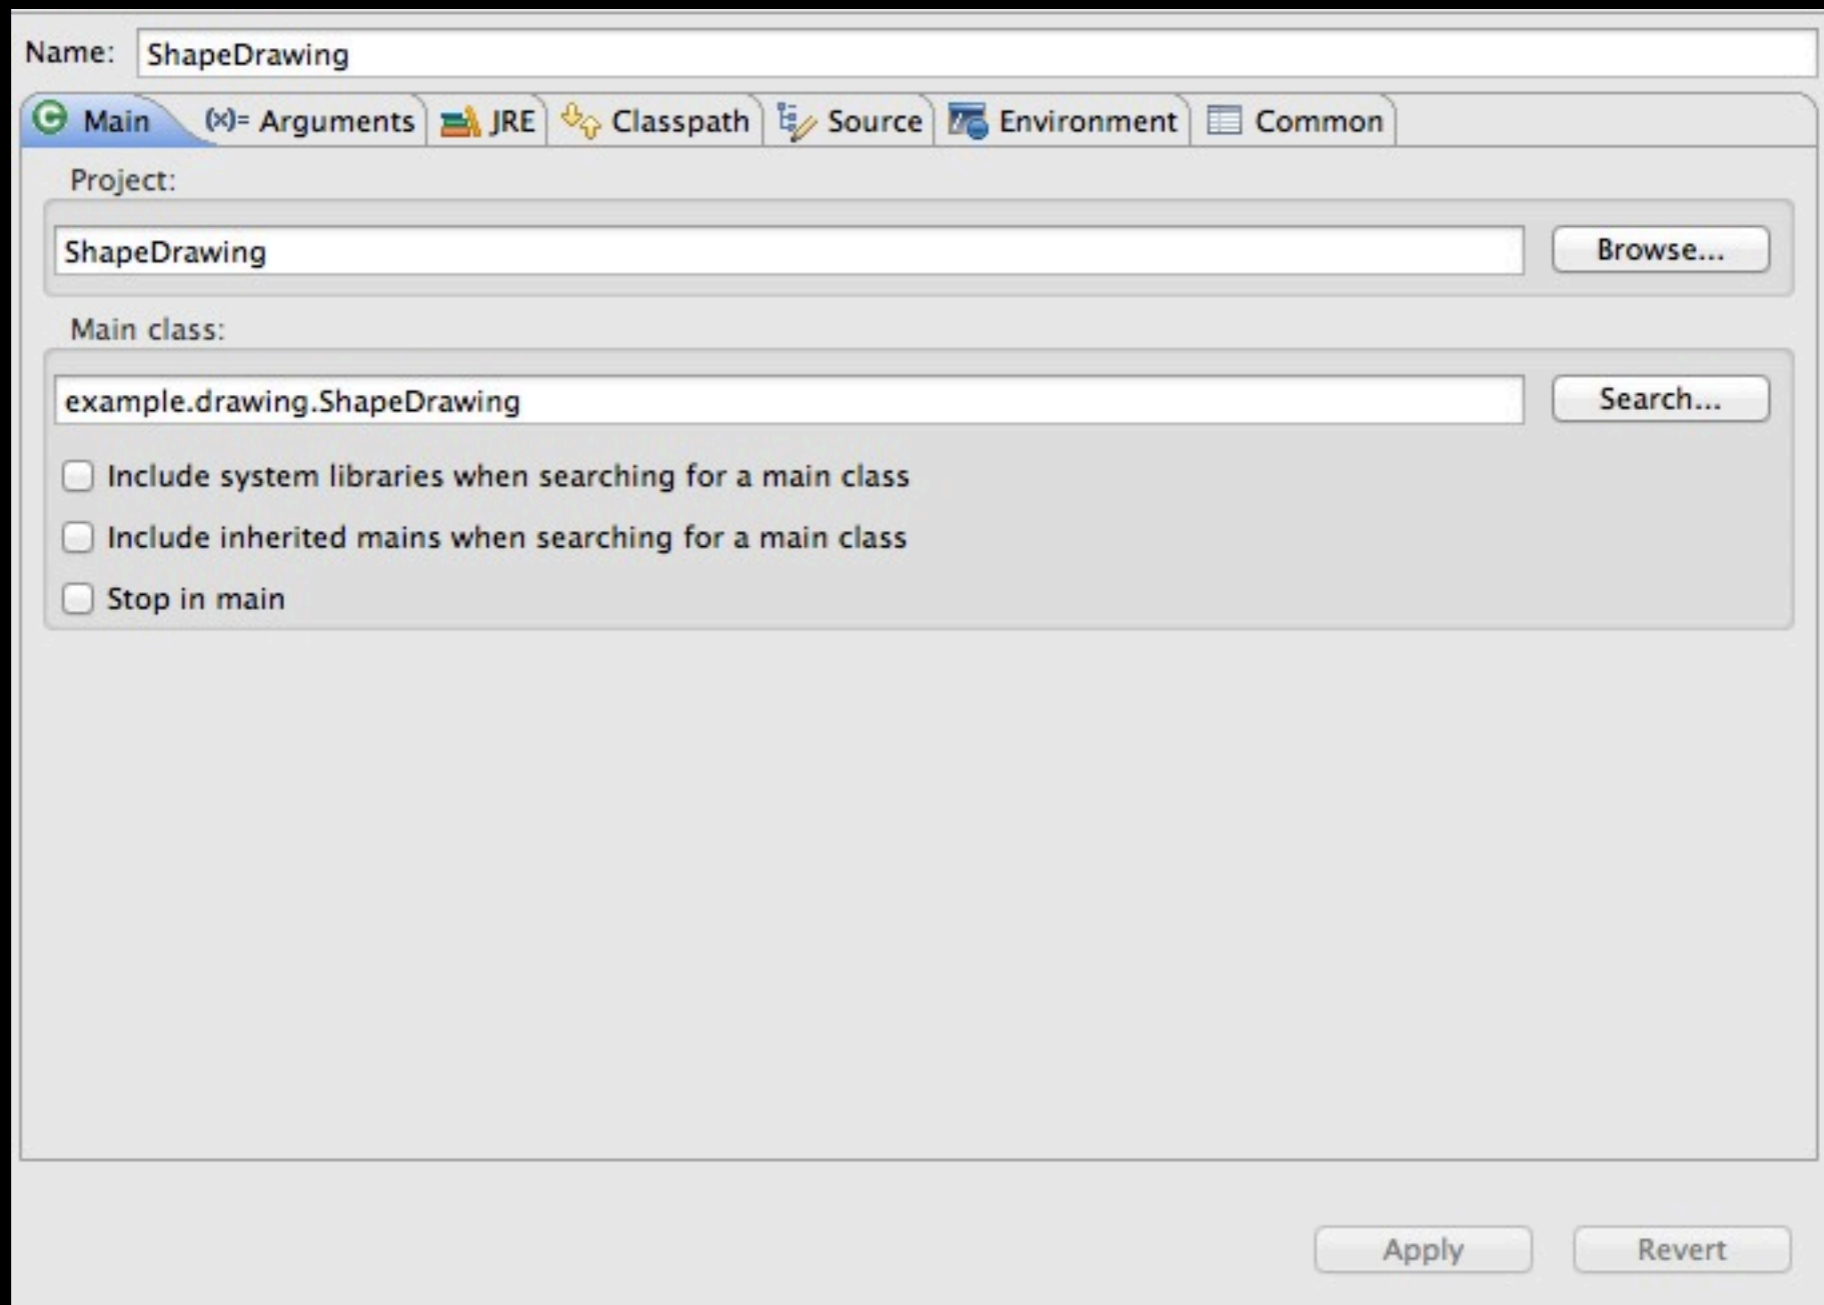 Name: ShapeDrawing
Main (x)= Arguments JRE Classpath Source Environment Common
Project:
ShapeDrawing Browse...
Main class:
example.drawing.ShapeDrawing Search...
Include system libraries when searching for a main class
Include inherited mains when searching for a main class
Stop in main
Apply Revert